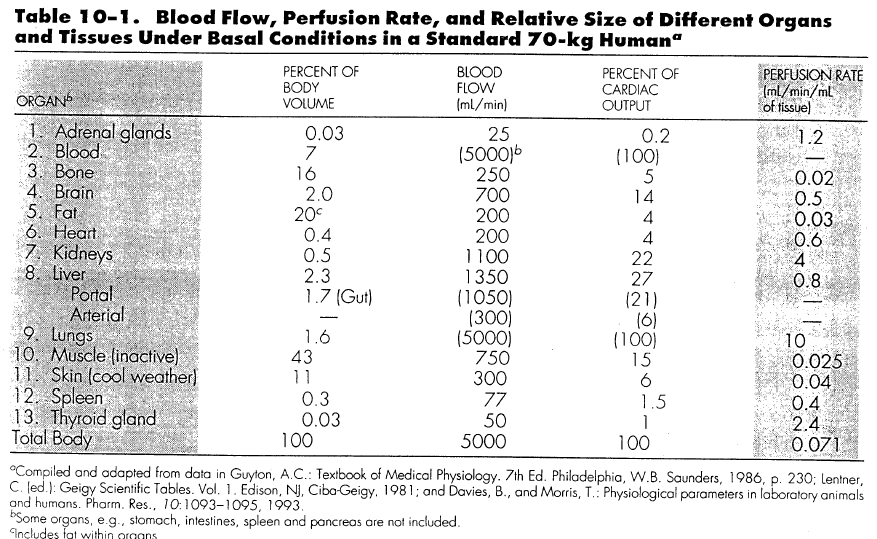 Table 10–1. Blood Flow, Perfusion Rate, and Relative Size of Different Organs
and Tissues Under Basal Conditions in a Standard 70-kg Human^a
ORGAN^b PERCENT OF BODY VOLUME BLOOD FLOW (mL/min) PERCENT OF CARDIAC OUTPUT PERFUSION RATE (mL/min/mL of tissue)
1. Adrenal glands 0.03 25 0.2 1.2
2. Blood 7 (5000)^b (100) —
3. Bone 16 250 5 0.02
4. Brain 2.0 700 14 0.5
5. Fat 20^c 200 4 0.03
6. Heart 0.4 200 4 0.6
7. Kidneys 0.5 1100 22 4
8. Liver 2.3 1350 27 0.8
Portal 1.7 (Gut) (1050) (21) —
Arterial — (300) (6) —
9. Lungs 1.6 (5000) (100) 10
10. Muscle (inactive) 43 750 15 0.025
11. Skin (cool weather) 11 300 6 0.04
12. Spleen 0.3 77 1.5 0.4
13. Thyroid gland 0.03 50 1 2.4
Total Body 100 5000 100 0.071
^aCompiled and adapted from data in Guyton, A.C.: Textbook of Medical Physiology. 7th Ed. Philadelphia, W.B. Saunders, 1986, p. 230; Lentner,
C. (ed.): Geigy Scientific Tables. Vol. 1. Edison, NJ, Ciba-Geigy, 1981; and Davies, B., and Morris, T.: Physiological parameters in laboratory animals
and humans. Pharm. Res., 10:1093–1095, 1993.
^bSome organs, e.g., stomach, intestines, spleen and pancreas are not included.
^cIncludes fat within organs